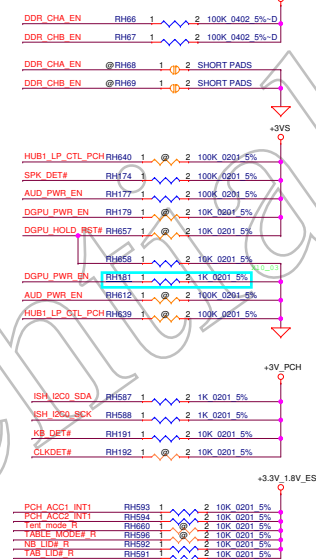 DDR_CHA_EN RH66 1 2 100K_0402_5%~D
DDR_CHB_EN RH67 1 2 100K_0402_5%~D
DDR_CHA_EN @RH68 1 2 SHORT PADS
DDR_CHB_EN @RH69 1 2 SHORT PADS
+3VS
HUB1_LP_CTL_PCH RH640 1 @ 2 100K_0201_5%
SPK_DET# RH174 1 2 100K_0201_5%
AUD_PWR_EN RH177 1 @ 2 100K_0201_5%
DGPU_PWR_EN RH179 1 @ 2 10K_0201_5%
DGPU_HOLD_RST# RH657 1 @ 2 10K_0201_5%
RH658 1 2 10K_0201_5%
DGPU_PWR_EN RH181 1 2 1K_0201_5%
AUD_PWR_EN RH612 1 @ 2 100K_0201_5%
HUB1_LP_CTL_PCH RH639 1 @ 2 100K_0201_5%
+3V_PCH
ISH_I2C0_SDA RH587 1 2 1K_0201_5%
ISH_I2C0_SCK RH588 1 2 1K_0201_5%
KB_DET# RH191 1 2 10K_0201_5%
CLKDET# RH192 1 @ 2 10K_0201_5%
+3.3V_1.8V_ES
PCH_ACC1_INT1 RH593 1 2 10K_0201_5%
PCH_ACC2_INT1 RH594 1 2 10K_0201_5%
Tent_mode_R RH660 1 @ 2 10K_0201_5%
TABLE_MODE#_R RH596 1 @ 2 10K_0201_5%
NB_LID#_R RH592 1 2 10K_0201_5%
TAB_LID#_R RH591 1 2 10K_0201_5%